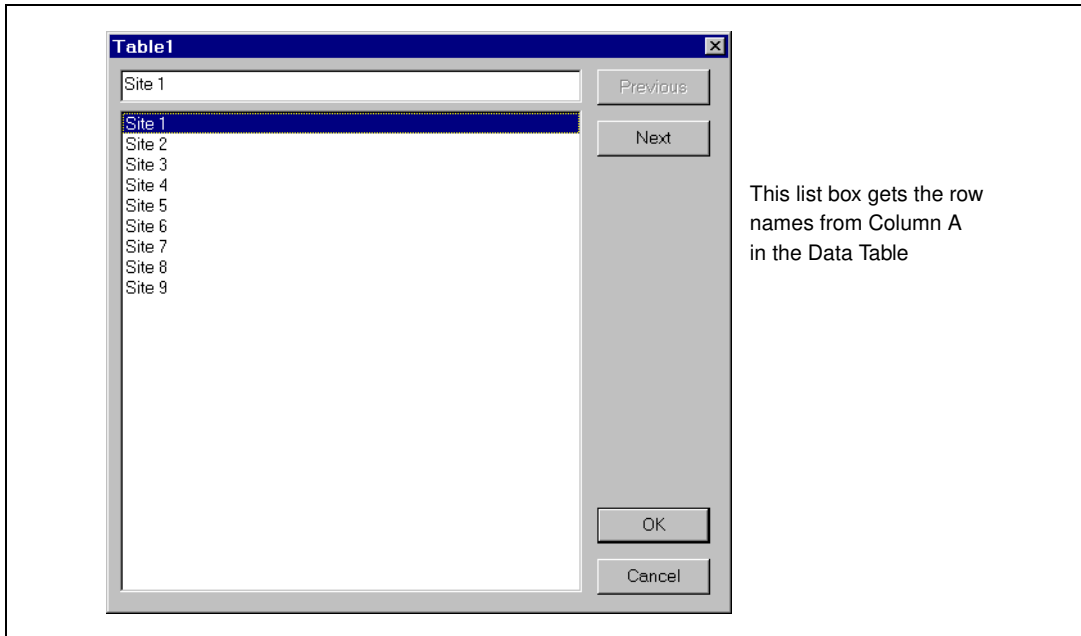 Table1
Site 1
Previous
Site 1
Next
Site 2
Site 3
Site 4
Site 5
Site 6
Site 7
Site 8
Site 9
This list box gets the row
names from Column A
in the Data Table
OK
Cancel